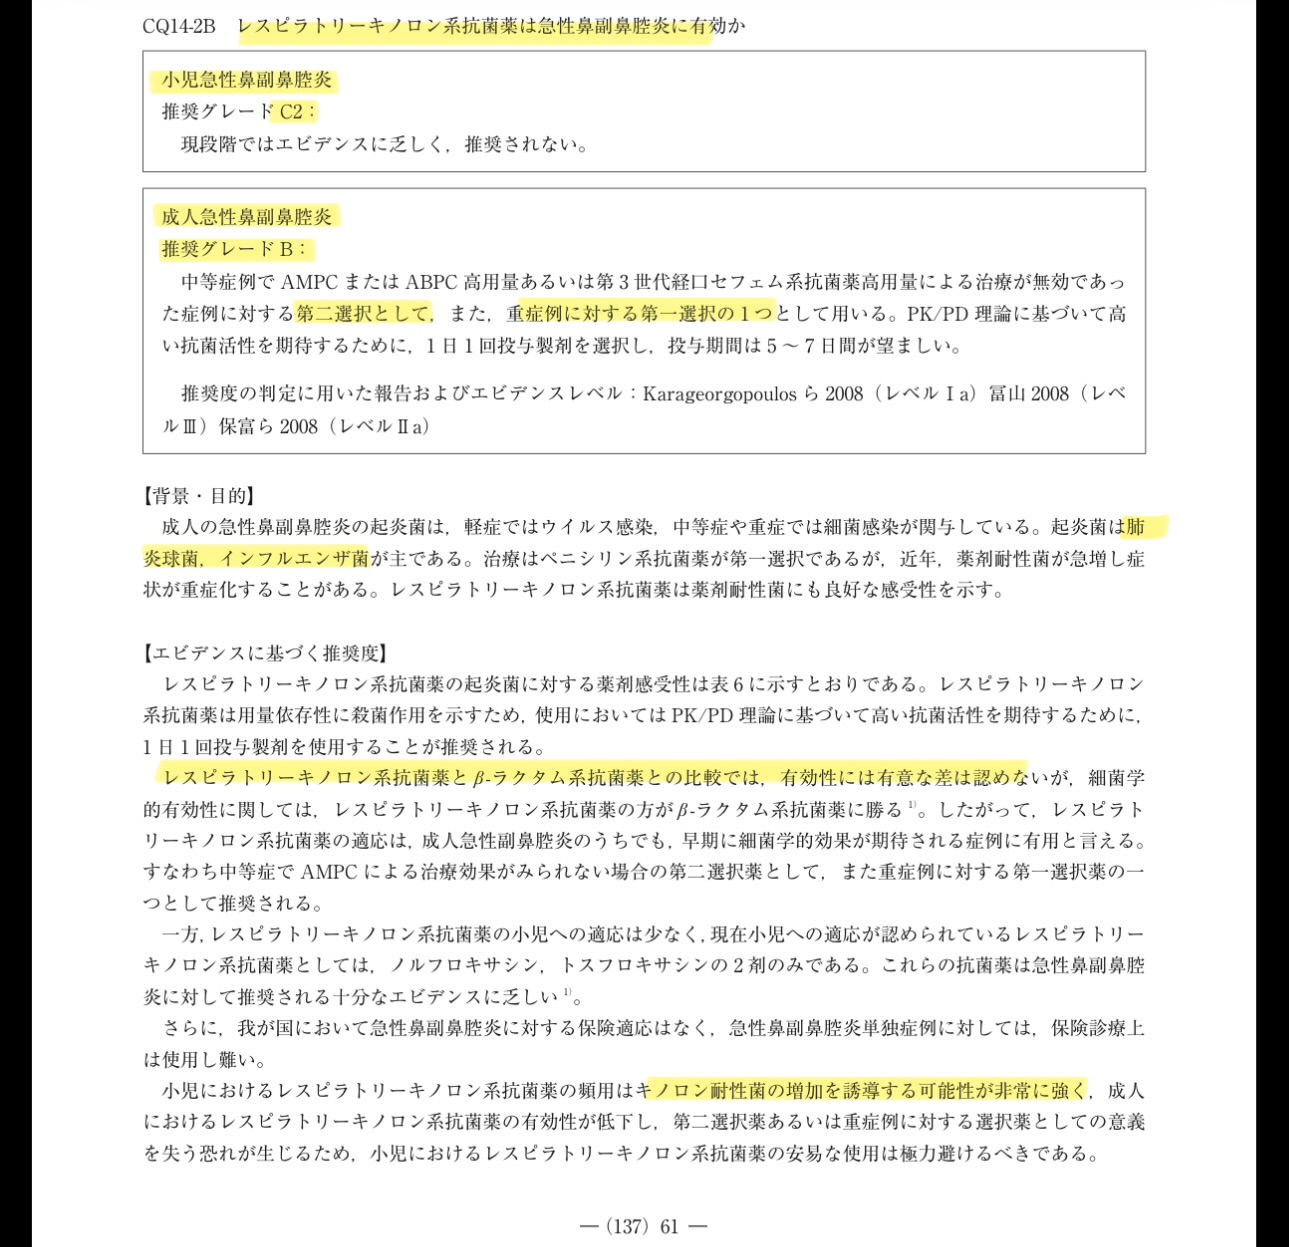 CQ14-2B　レスピラトリーキノロン系抗菌薬は急性鼻副鼻腔炎に有効か
小児急性鼻副鼻腔炎
推奨グレード C2：
現段階ではエビデンスに乏しく，推奨されない。
成人急性鼻副鼻腔炎
推奨グレード B：
中等症例で AMPC または ABPC 高用量あるいは第 3 世代経口セフェム系抗菌薬高用量による治療が無効であっ
た症例に対する第二選択として，また，重症例に対する第一選択の 1 つとして用いる。PK/PD 理論に基づいて高
い抗菌活性を期待するために，1 日 1 回投与製剤を選択し，投与期間は 5 〜 7 日間が望ましい。
推奨度の判定に用いた報告およびエビデンスレベル：Karageorgopoulos ら 2008（レベル Ⅰa）冨山 2008（レベ
ル Ⅲ）保富ら 2008（レベル Ⅱa）
【背景・目的】
成人の急性鼻副鼻腔炎の起炎菌は，軽症ではウイルス感染，中等症や重症では細菌感染が関与している。起炎菌は肺
炎球菌，インフルエンザ菌が主である。治療はペニシリン系抗菌薬が第一選択であるが，近年，薬剤耐性菌が急増し症
状が重症化することがある。レスピラトリーキノロン系抗菌薬は薬剤耐性菌にも良好な感受性を示す。
【エビデンスに基づく推奨度】
レスピラトリーキノロン系抗菌薬の起炎菌に対する薬剤感受性は表 6 に示すとおりである。レスピラトリーキノロン
系抗菌薬は用量依存性に殺菌作用を示すため，使用においては PK/PD 理論に基づいて高い抗菌活性を期待するために，
1 日 1 回投与製剤を使用することが推奨される。
レスピラトリーキノロン系抗菌薬と β-ラクタム系抗菌薬との比較では，有効性には有意な差は認めないが，細菌学
的有効性に関しては，レスピラトリーキノロン系抗菌薬の方が β-ラクタム系抗菌薬に勝る 1)。したがって，レスピラト
リーキノロン系抗菌薬の適応は，成人急性副鼻腔炎のうちでも，早期に細菌学的効果が期待される症例に有用と言える。
すなわち中等症で AMPC による治療効果がみられない場合の第二選択薬として，また重症例に対する第一選択薬の一
つとして推奨される。
一方，レスピラトリーキノロン系抗菌薬の小児への適応は少なく，現在小児への適応が認められているレスピラトリー
キノロン系抗菌薬としては，ノルフロキサシン，トスフロキサシンの 2 剤のみである。これらの抗菌薬は急性鼻副鼻腔
炎に対して推奨される十分なエビデンスに乏しい 1)。
さらに，我が国において急性鼻副鼻腔炎に対する保険適応はなく，急性鼻副鼻腔炎単独症例に対しては，保険診療上
は使用し難い。
小児におけるレスピラトリーキノロン系抗菌薬の頻用はキノロン耐性菌の増加を誘導する可能性が非常に強く，成人
におけるレスピラトリーキノロン系抗菌薬の有効性が低下し，第二選択薬あるいは重症例に対する選択薬としての意義
を失う恐れが生じるため，小児におけるレスピラトリーキノロン系抗菌薬の安易な使用は極力避けるべきである。
―（137）61 ―